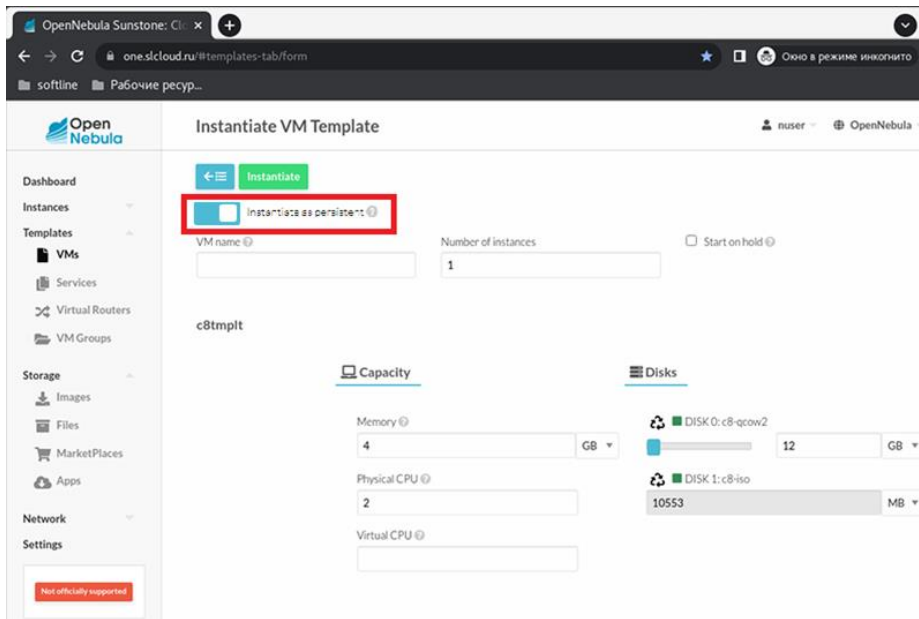 OpenNebula Sunstone: Clo
one.slcloud.ru/#templates-tab/form
Окно в режиме инкогнито
softline
Рабочие ресур...
Open
Nebula
Instantiate VM Template
nuser
OpenNebula
Dashboard
Instances
Templates
VMs
Services
Virtual Routers
VM Groups
Storage
Images
Files
MarketPlaces
Apps
Network
Settings
Not officially supported
Instantiate
Instantiate as persistent
VM name
Number of instances
Start on hold
1
c8tmplt
Capacity
Disks
Memory
4
GB
DISK 0: c8-qcow2
12
GB
Physical CPU
2
DISK 1: c8-iso
10553
MB
Virtual CPU